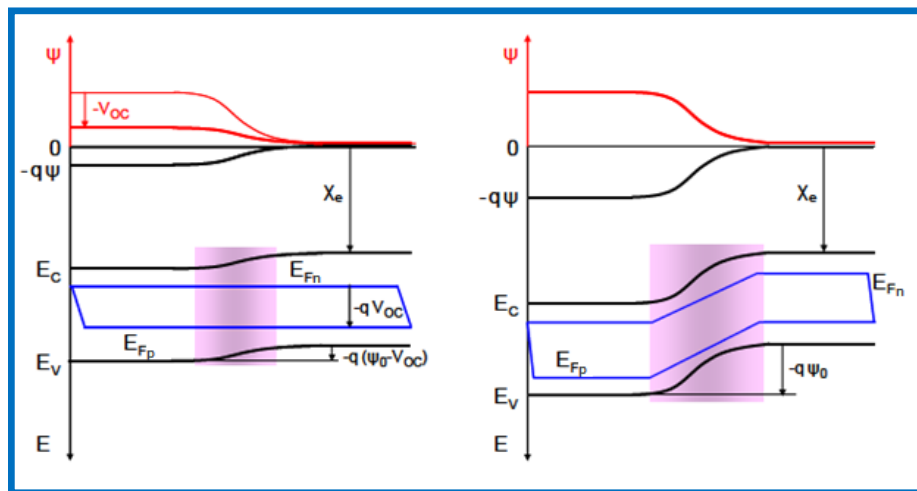 Ψ
-V_OC
0
-qψ
χ_e
E_C
E_Fn
-qV_OC
E_Fp
E_V
-q(ψ_0-V_OC)
E
Ψ
0
-qψ
χ_e
E_Fn
E_C
E_Fp
-qψ_0
E_V
E